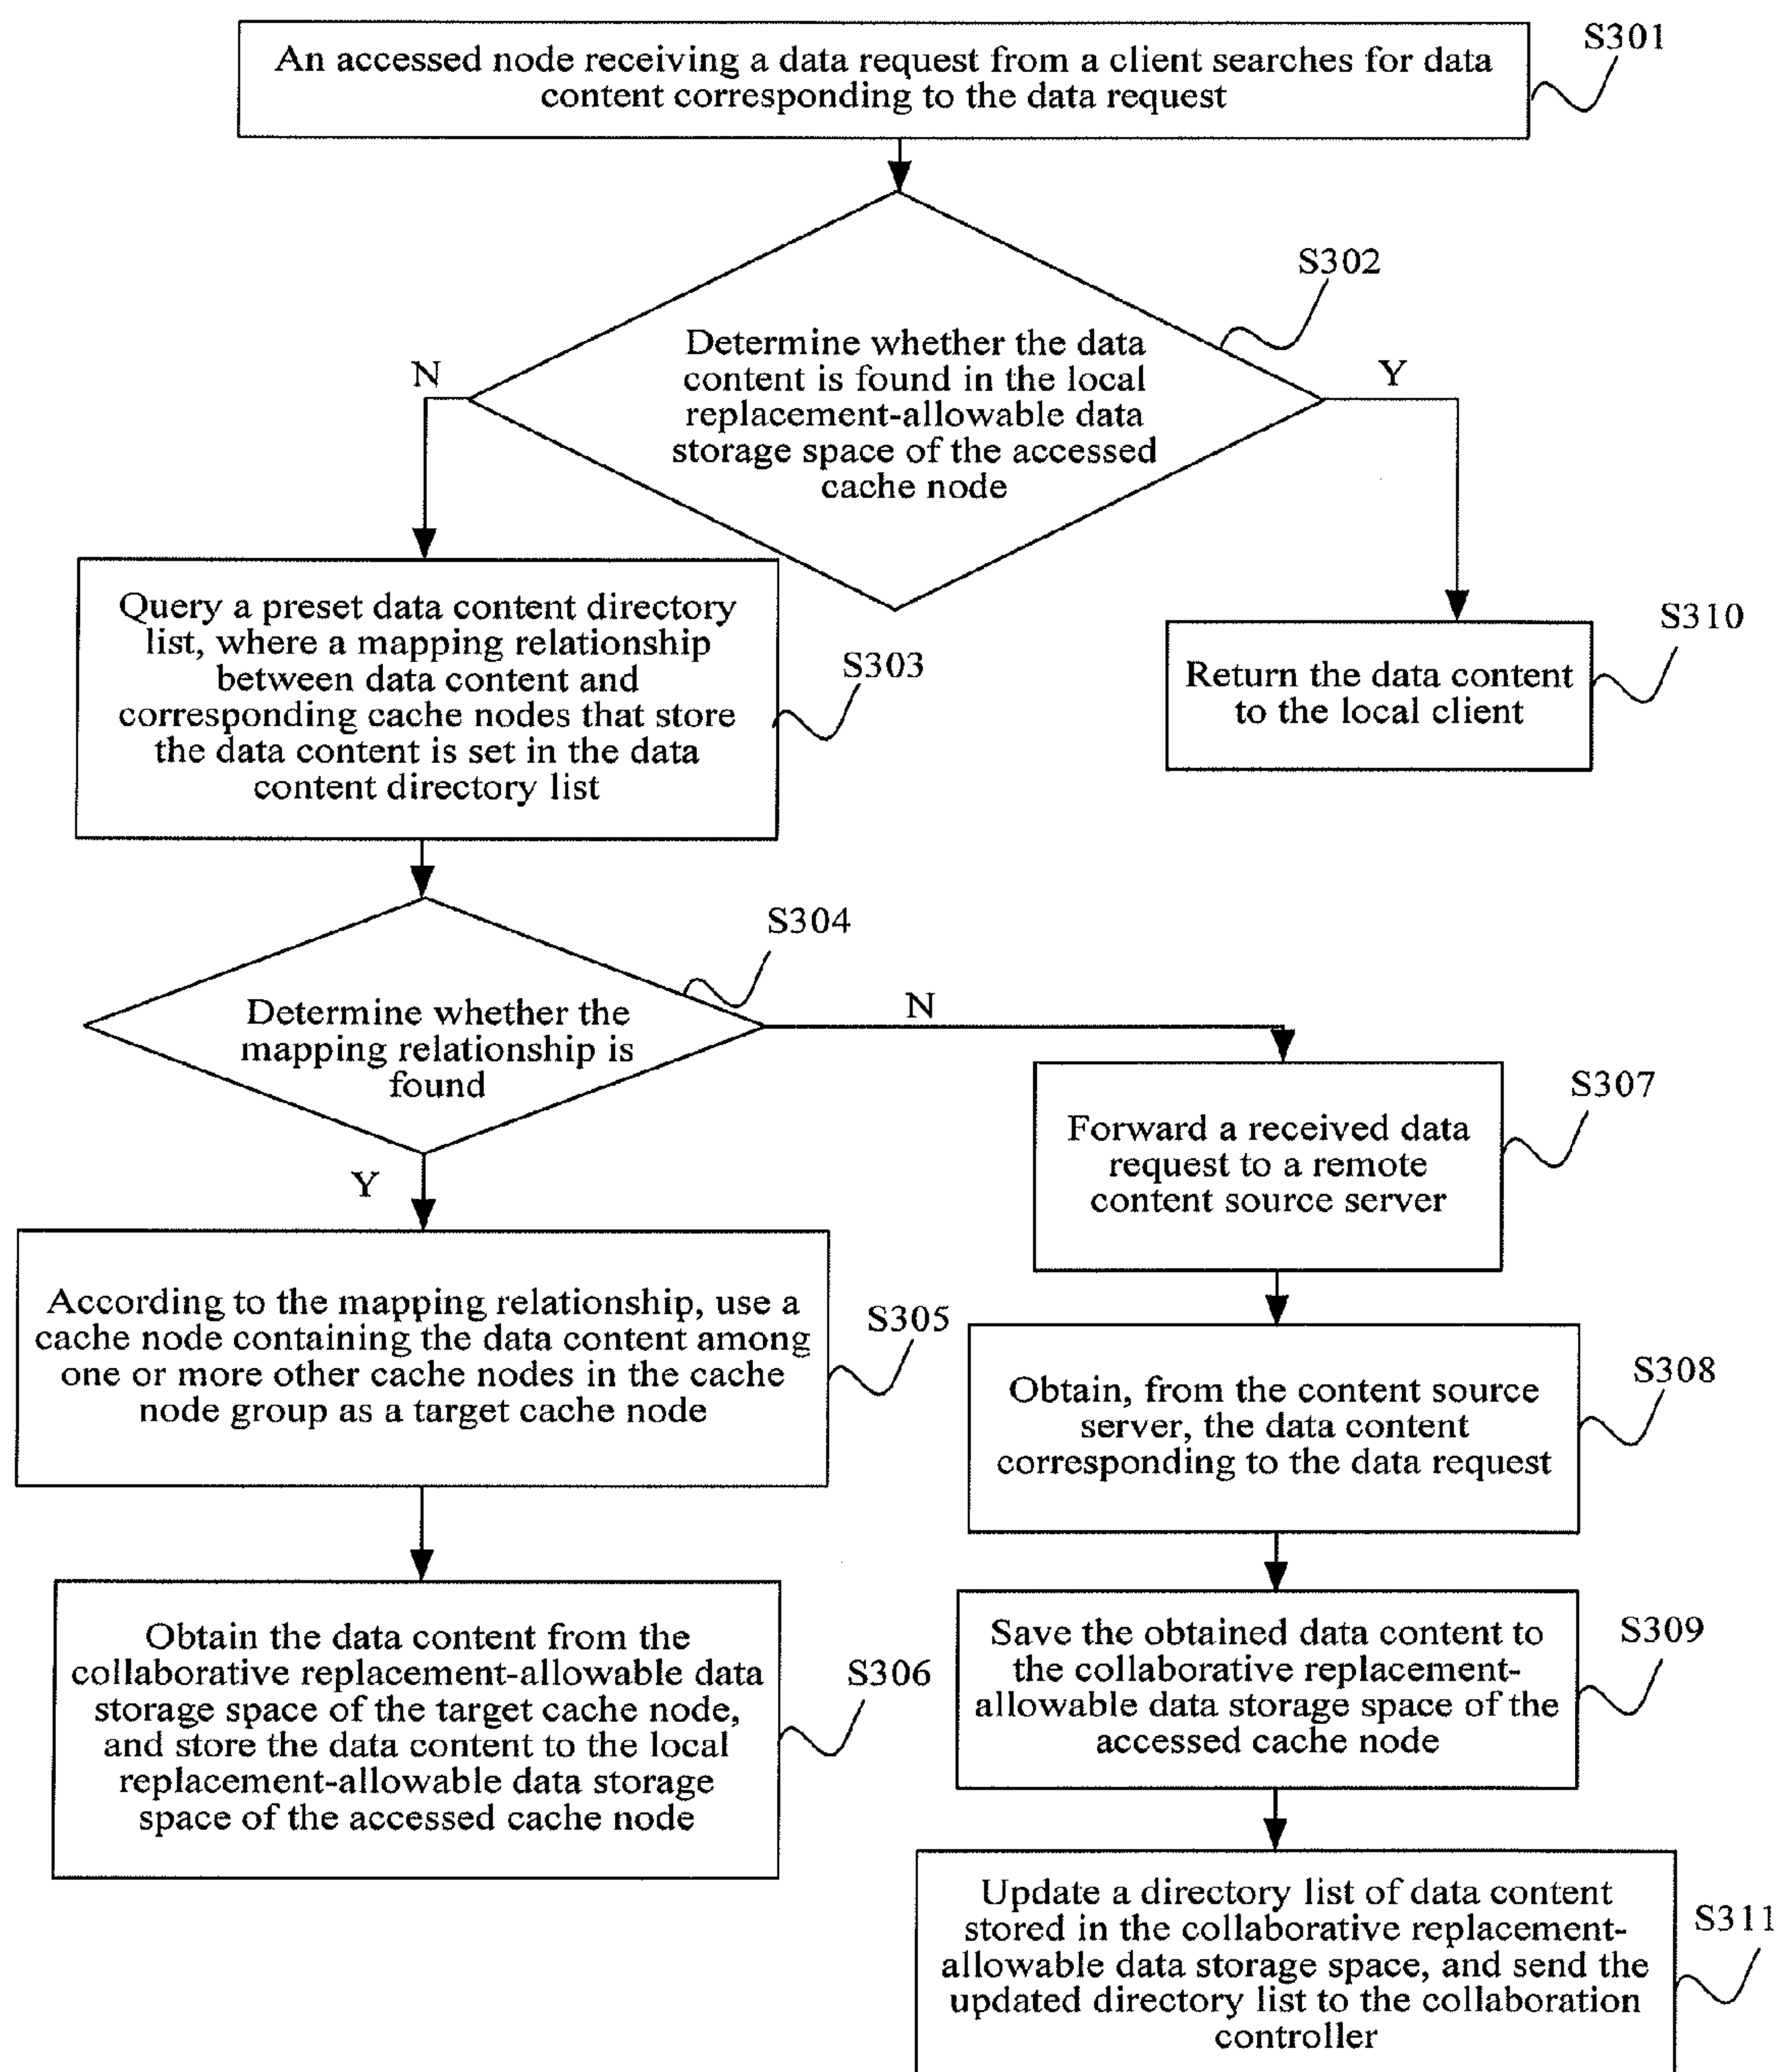 An accessed node receiving a data request from a client searches for data
content corresponding to the data request
S301
S302
Determine whether the data
content is found in the local
replacement-allowable data
storage space of the accessed
cache node
N
Y
Query a preset data content directory
list, where a mapping relationship
between data content and
corresponding cache nodes that store
the data content is set in the data
content directory list
S303
S310
Return the data content
to the local client
S304
Determine whether the
mapping relationship is
found
N
Y
S307
Forward a received data
request to a remote
content source server
According to the mapping relationship, use a
cache node containing the data content among
one or more other cache nodes in the cache
node group as a target cache node
S305
S308
Obtain, from the content source
server, the data content
corresponding to the data request
Obtain the data content from the
collaborative replacement-allowable data
storage space of the target cache node,
and store the data content to the local
replacement-allowable data storage
space of the accessed cache node
S306
S309
Save the obtained data content to
the collaborative replacement-
allowable data storage space of the
accessed cache node
Update a directory list of data content
stored in the collaborative replacement-
allowable data storage space, and send the
updated directory list to the collaboration
controller
S311